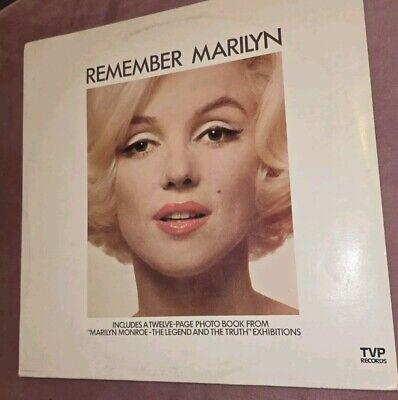 REMEMBER MARILYN
INCLUDES A TWELVE-PAGE PHOTO BOOK FROM
"MARILYN MONROE-THE LEGEND AND THE TRUTH" EXHIBITIONS
TVP
RECORDS